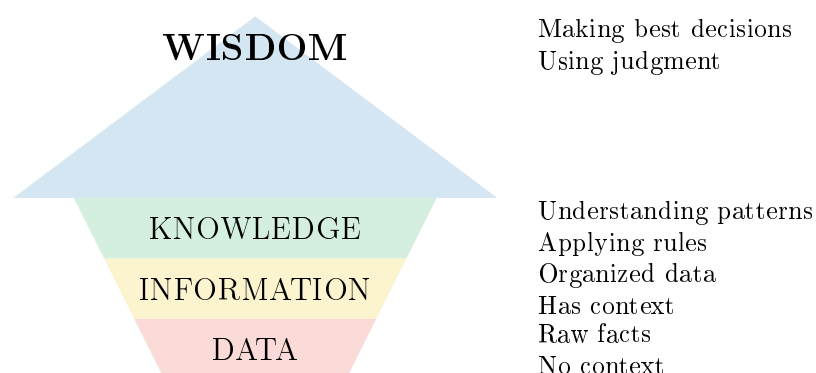 WISDOM
Making best decisions
Using judgment
KNOWLEDGE
Understanding patterns
Applying rules
INFORMATION
Organized data
Has context
DATA
Raw facts
No context